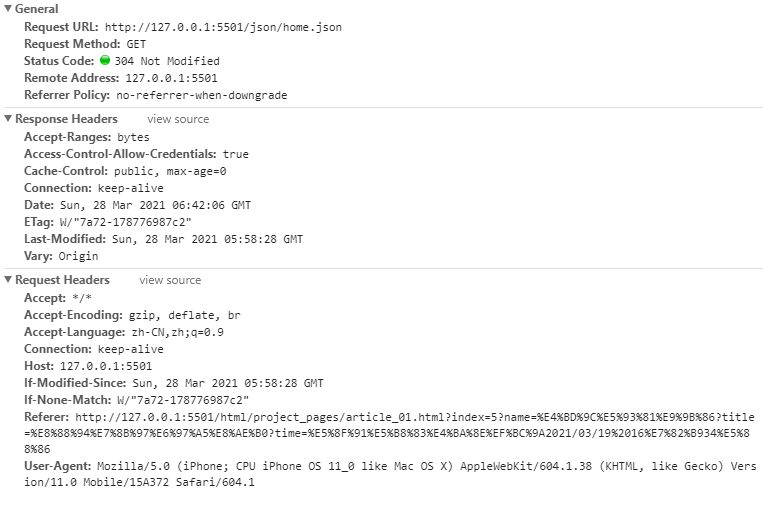 General
Request URL: http://127.0.0.1:5501/json/home.json
Request Method: GET
Status Code: 304 Not Modified
Remote Address: 127.0.0.1:5501
Referrer Policy: no-referrer-when-downgrade
Response Headers view source
Accept-Ranges: bytes
Access-Control-Allow-Credentials: true
Cache-Control: public, max-age=0
Connection: keep-alive
Date: Sun, 28 Mar 2021 06:42:06 GMT
ETag: W/"7a72-178776987c2"
Last-Modified: Sun, 28 Mar 2021 05:58:28 GMT
Vary: Origin
Request Headers view source
Accept: */*
Accept-Encoding: gzip, deflate, br
Accept-Language: zh-CN,zh;q=0.9
Connection: keep-alive
Host: 127.0.0.1:5501
If-Modified-Since: Sun, 28 Mar 2021 05:58:28 GMT
If-None-Match: W/"7a72-178776987c2"
Referer: http://127.0.0.1:5501/html/project_pages/article_01.html?index=5?name=%E4%BD%9C%E5%93%81%E9%9B%86?title
=%E8%88%94%E7%8B%97%E6%97%A5%E8%AE%B0?time=%E5%8F%91%E5%B8%83%E4%BA%8E%EF%BC%9A2021/03/19%2016%E7%82%B934%E5%8
8%86
User-Agent: Mozilla/5.0 (iPhone; CPU iPhone OS 11_0 like Mac OS X) AppleWebKit/604.1.38 (KHTML, like Gecko) Vers
ion/11.0 Mobile/15A372 Safari/604.1